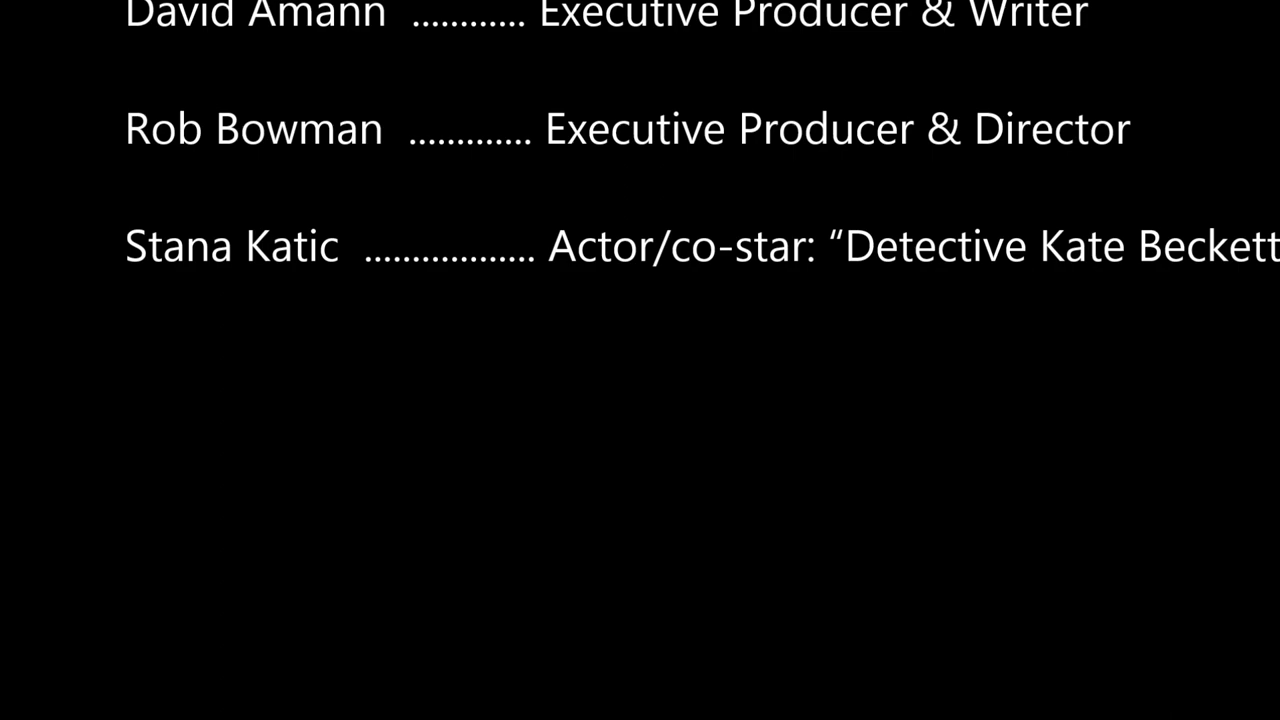 David Amann ............ Executive Producer & Writer
Rob Bowman ............. Executive Producer & Director
Stana Katic .................. Actor/co-star: “Detective Kate Beckett